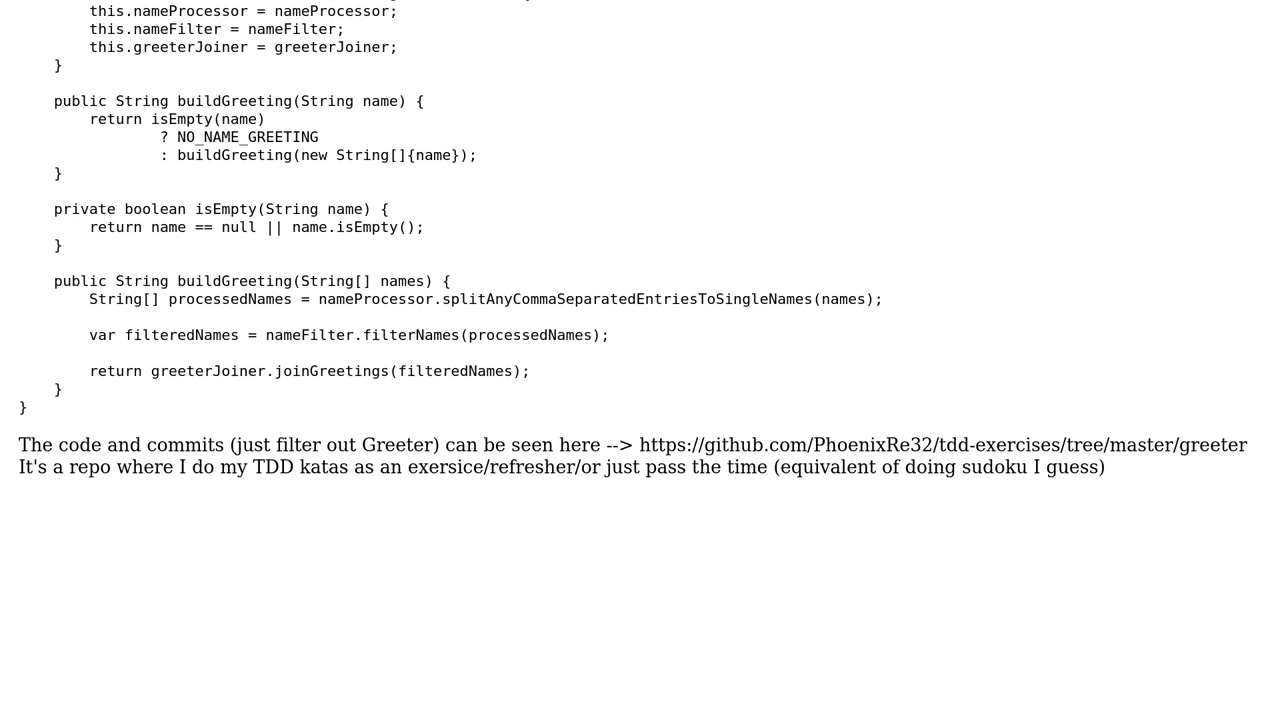 this.nameProcessor = nameProcessor;
this.nameFilter = nameFilter;
this.greeterJoiner = greeterJoiner;
}
public String buildGreeting(String name) {
return isEmpty(name)
? NO_NAME_GREETING
: buildGreeting(new String[]{name});
}
private boolean isEmpty(String name) {
return name == null || name.isEmpty();
}
public String buildGreeting(String[] names) {
String[] processedNames = nameProcessor.splitAnyCommaSeparatedEntriesToSingleNames(names);
var filteredNames = nameFilter.filterNames(processedNames);
return greeterJoiner.joinGreetings(filteredNames);
}
}
The code and commits (just filter out Greeter) can be seen here --> https://github.com/PhoenixRe32/tdd-exercises/tree/master/greeter
It's a repo where I do my TDD katas as an exersice/refresher/or just pass the time (equivalent of doing sudoku I guess)